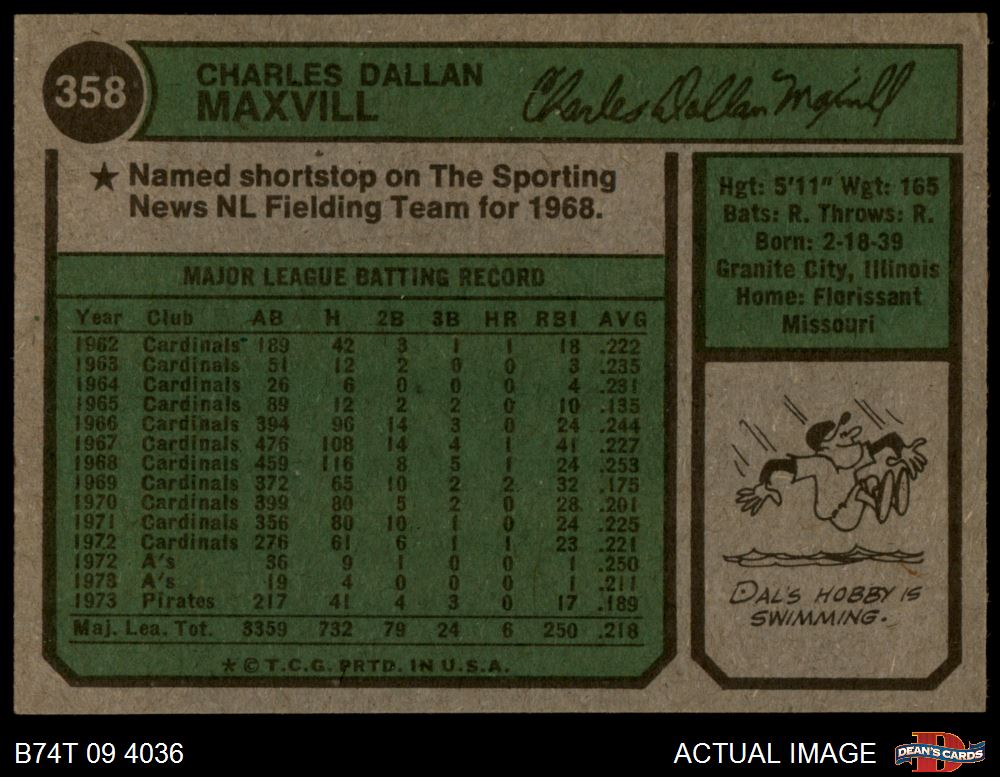 358
CHARLES DALLAN
MAXVILL
Charles Dallan Maxvill
★ Named shortstop on The Sporting
News NL Fielding Team for 1968.
Hgt: 5'11" Wgt: 165
Bats: R. Throws: R.
Born: 2-18-39
Granite City, Illinois
Home: Florissant
Missouri
MAJOR LEAGUE BATTING RECORD
Year Club AB H 2B 3B HR RBI AVG
1962 Cardinals 189 42 3 1 1 18 .222
1963 Cardinals 51 12 2 0 0 3 .235
1964 Cardinals 26 6 0 0 0 4 .231
1965 Cardinals 89 12 2 2 0 10 .135
1966 Cardinals 394 96 14 3 0 24 .244
1967 Cardinals 476 108 14 4 1 41 .227
1968 Cardinals 459 116 8 5 1 24 .253
1969 Cardinals 372 65 10 2 2 32 .175
1970 Cardinals 399 80 5 2 0 28 .201
1971 Cardinals 356 80 10 1 0 24 .225
1972 Cardinals 276 61 6 1 1 23 .221
1972 A's 36 9 1 0 0 1 .250
1973 A's 19 4 0 0 0 1 .211
1973 Pirates 217 41 4 3 0 17 .189
Maj. Lea. Tot. 3359 732 79 24 6 250 .218
★ © T.C.G. PRTD. IN U.S.A.
DAL'S HOBBY IS
SWIMMING.
B74T 09 4036
ACTUAL IMAGE
DEAN'S CARDS